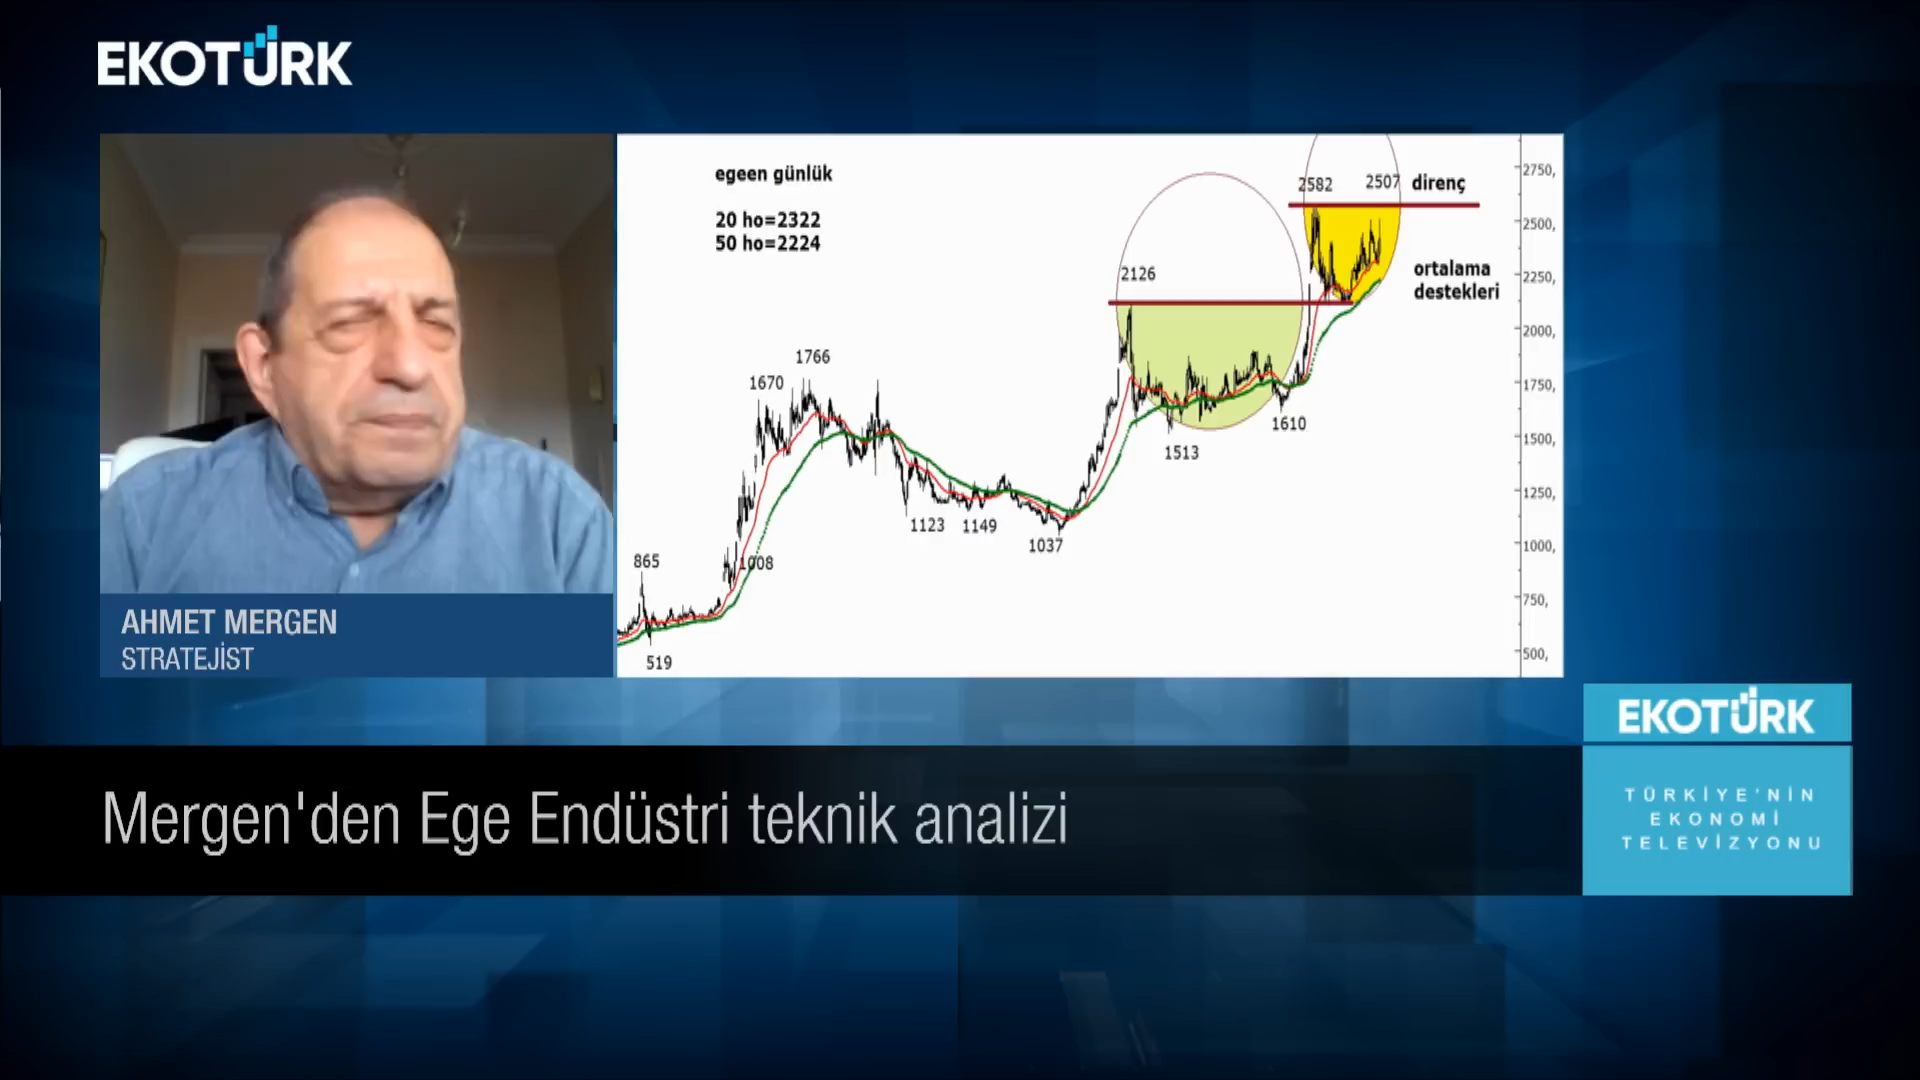 EKOTÜRK
egeen günlük
20 ho=2322
50 ho=2224
2582
2507
direnç
ortalama
destekleri
2126
1766
1670
1513
1610
1123
1149
1037
1008
865
519
2750,
2500,
2250,
2000,
1750,
1500,
1250,
1000,
750,
500,
AHMET MERGEN
STRATEJİST
Mergen'den Ege Endüstri teknik analizi
EKOTÜRK
TÜRKİYE'NİN
EKONOMİ
TELEVİZYONU